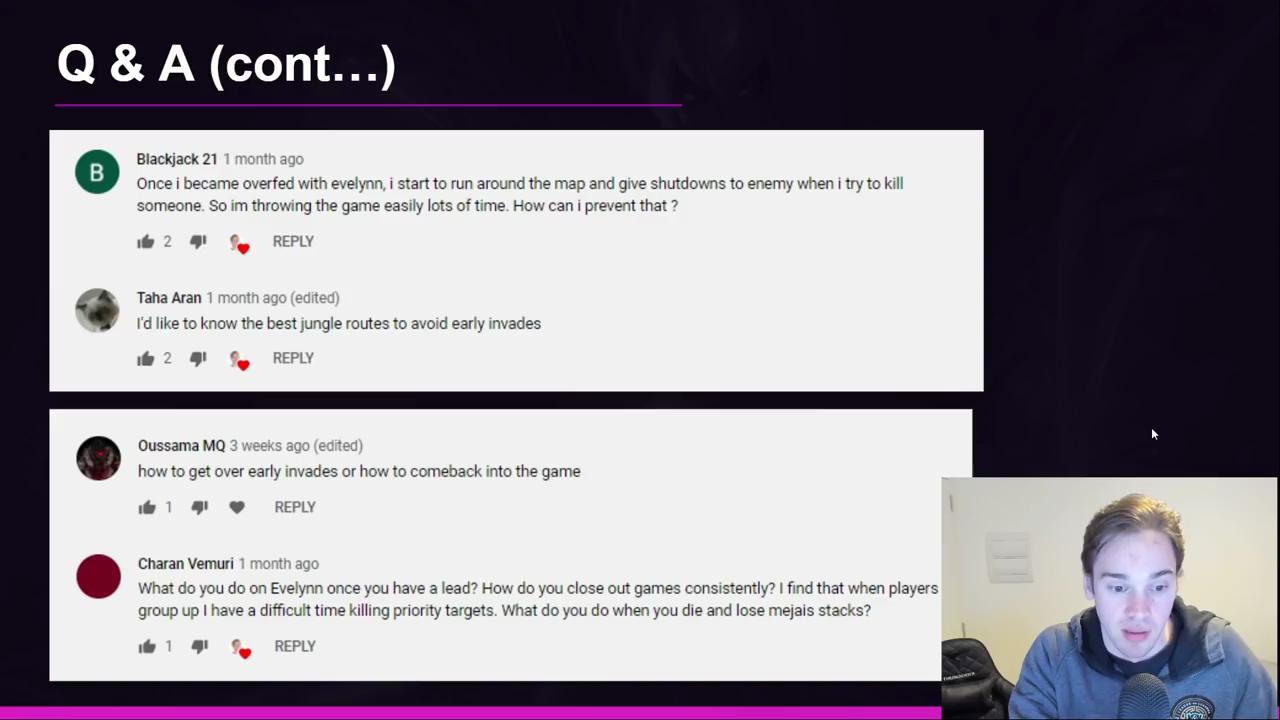 Q & A (cont…)
B
Blackjack 21 1 month ago
Once i became overfed with evelynn, i start to run around the map and give shutdowns to enemy when i try to kill
someone. So im throwing the game easily lots of time. How can i prevent that ?
2 REPLY
Taha Aran 1 month ago (edited)
I'd like to know the best jungle routes to avoid early invades
2 REPLY
Oussama MQ 3 weeks ago (edited)
how to get over early invades or how to comeback into the game
1 REPLY
Charan Vemuri 1 month ago
What do you do on Evelynn once you have a lead? How do you close out games consistently? I find that when players
group up I have a difficult time killing priority targets. What do you do when you die and lose mejais stacks?
1 REPLY